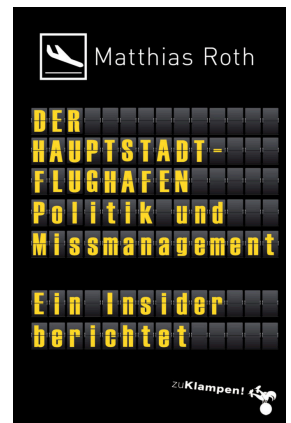 Matthias Roth
DER
HAUPTSTADT-
FLUGHAFEN
Politik und
Missmanagement
Ein Insider
berichtet
zuKlampen!